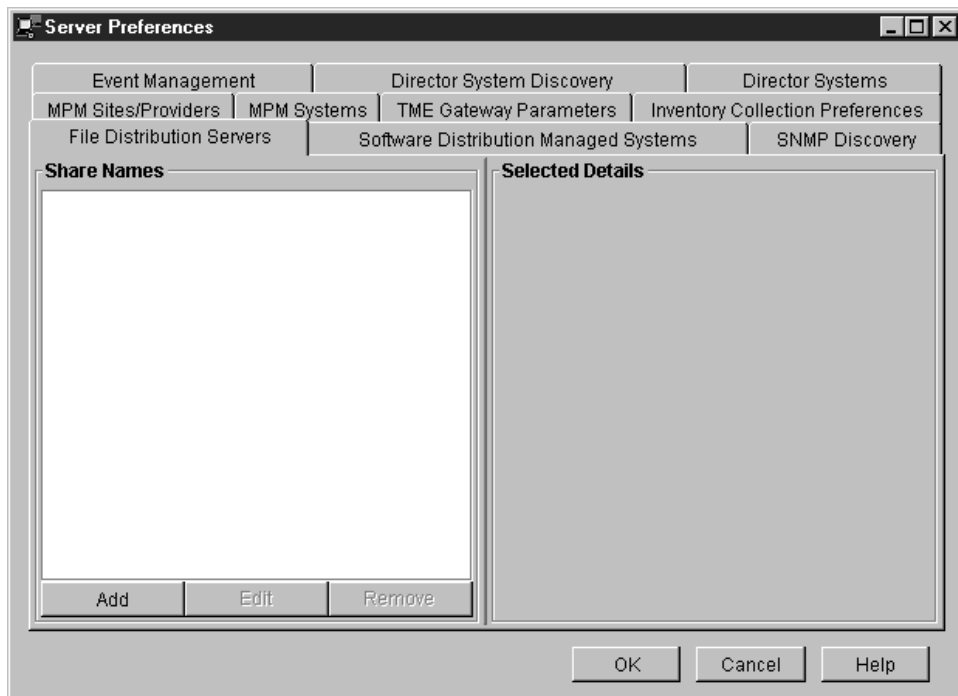 Server Preferences
Event Management Director System Discovery Director Systems
MPM Sites/Providers MPM Systems TME Gateway Parameters Inventory Collection Preferences
File Distribution Servers Software Distribution Managed Systems SNMP Discovery
Share Names Selected Details
Add Edit Remove
OK Cancel Help